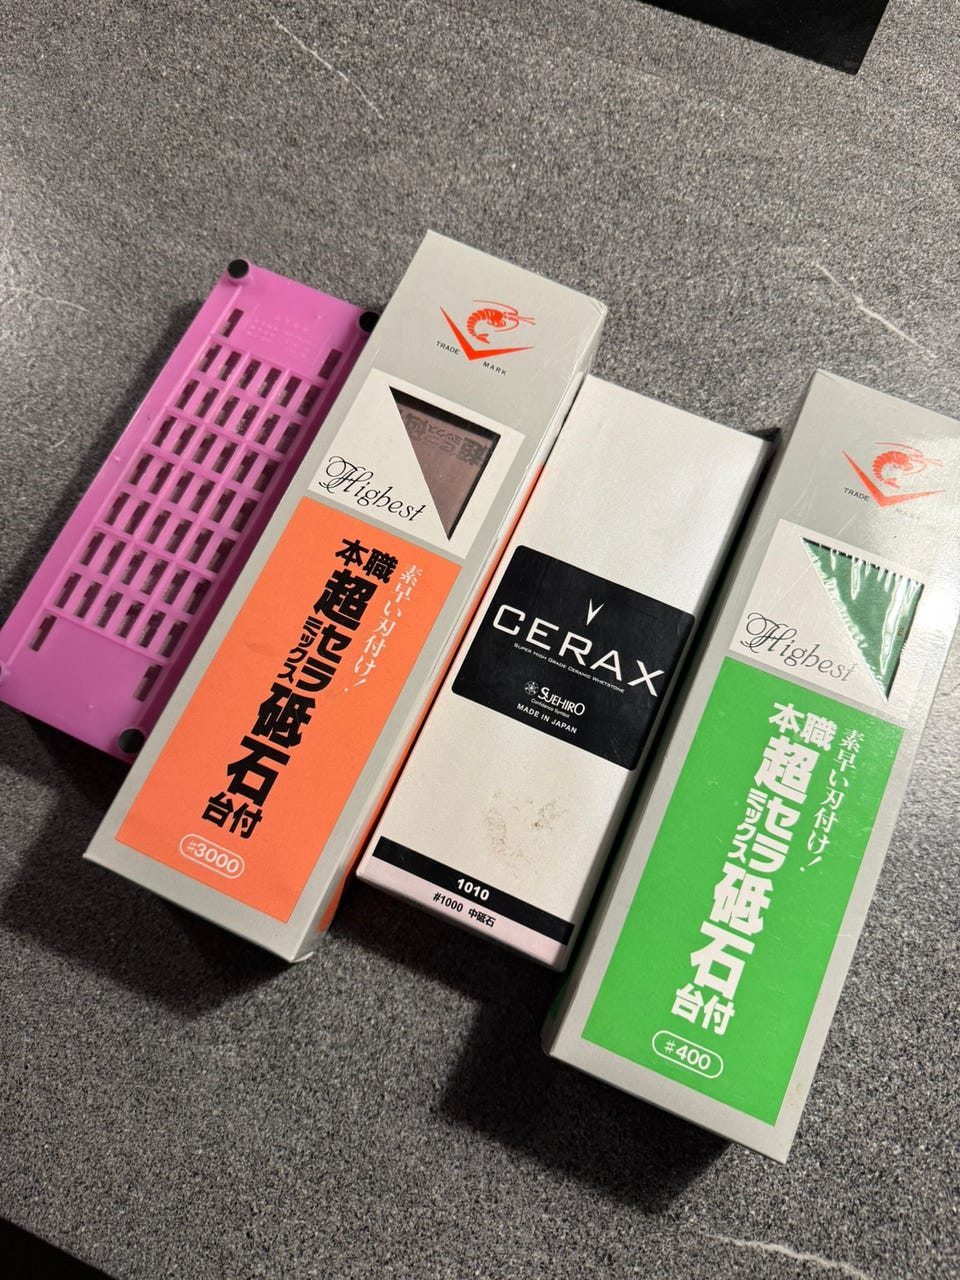 TRADE MARK
Highest
素早い刃付け!
本職
超セラミックス砥石
台付
#3000
CERAX
SUPER HIGH GRADE CERAMIC WHETSTONE
SUEHIRO
Confidence Symbol
MADE IN JAPAN
1010
#1000 中砥石
TRADE MARK
Highest
素早い刃付け!
本職
超セラミックス砥石
台付
#400